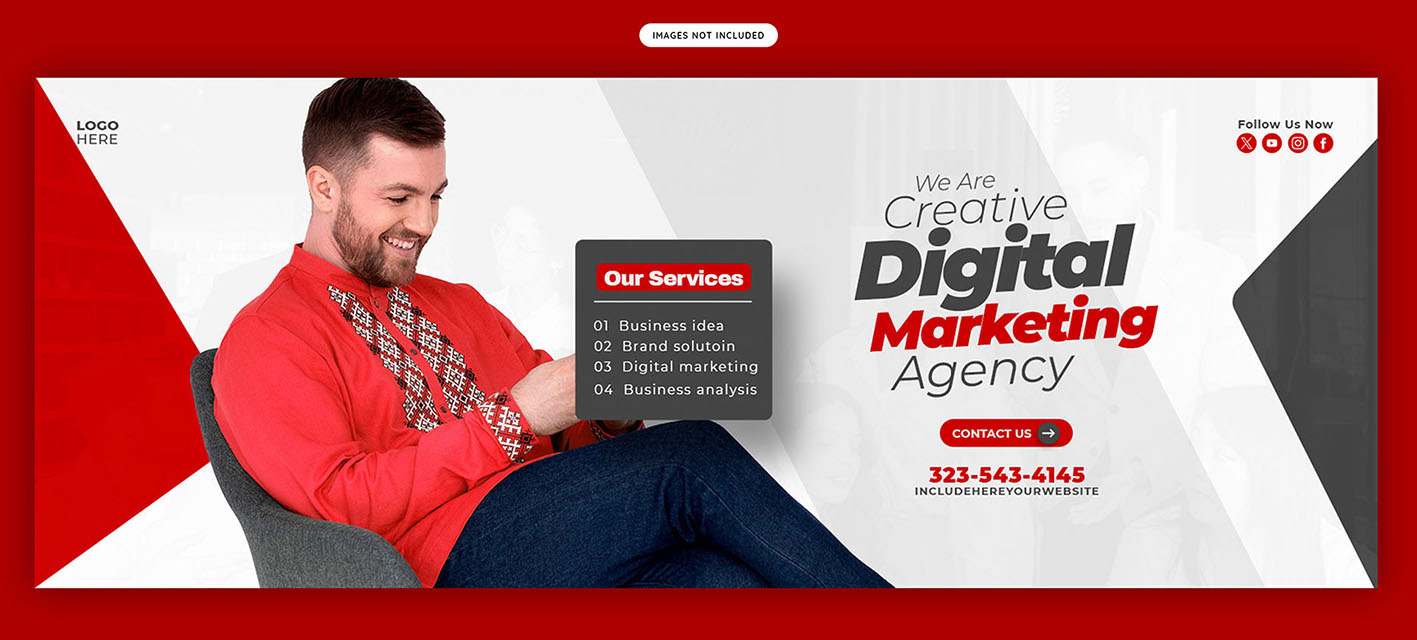 IMAGES NOT INCLUDED
LOGO
HERE
Follow Us Now
We Are
Creative
Digital
Marketing
Agency
Our Services
01 Business idea
02 Brand solutoin
03 Digital marketing
04 Business analysis
CONTACT US
323-543-4145
INCLUDEHEREYOURWEBSITE